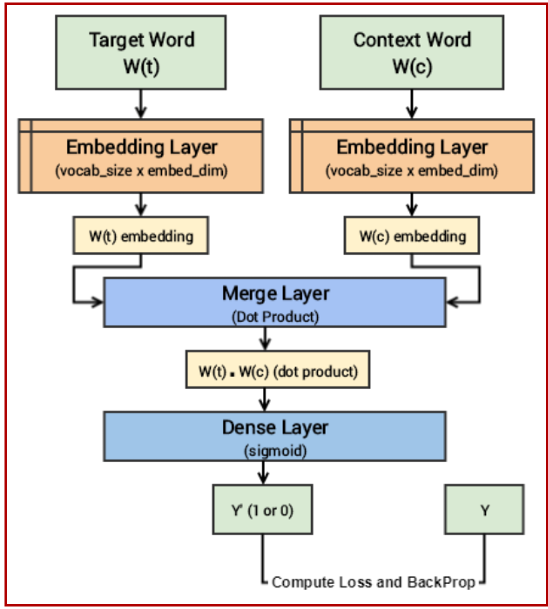 Target Word
W(t)
Context Word
W(c)
Embedding Layer
(vocab_size x embed_dim)
Embedding Layer
(vocab_size x embed_dim)
W(t) embedding
W(c) embedding
Merge Layer
(Dot Product)
W(t) . W(c) (dot product)
Dense Layer
(sigmoid)
Y' (1 or 0)
Y
Compute Loss and BackProp